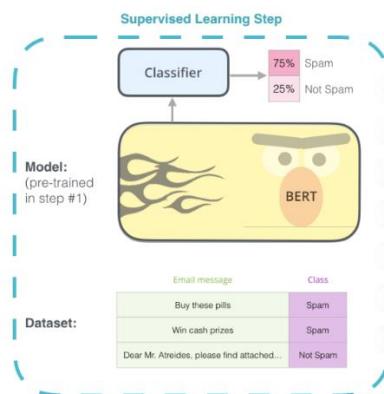 Supervised Learning Step
Classifier
75% Spam
25% Not Spam
Model:
(pre-trained
in step #1)
BERT
Email message Class
Buy these pills Spam
Win cash prizes Spam
Dear Mr. Atreides, please find attached... Not Spam
Dataset: